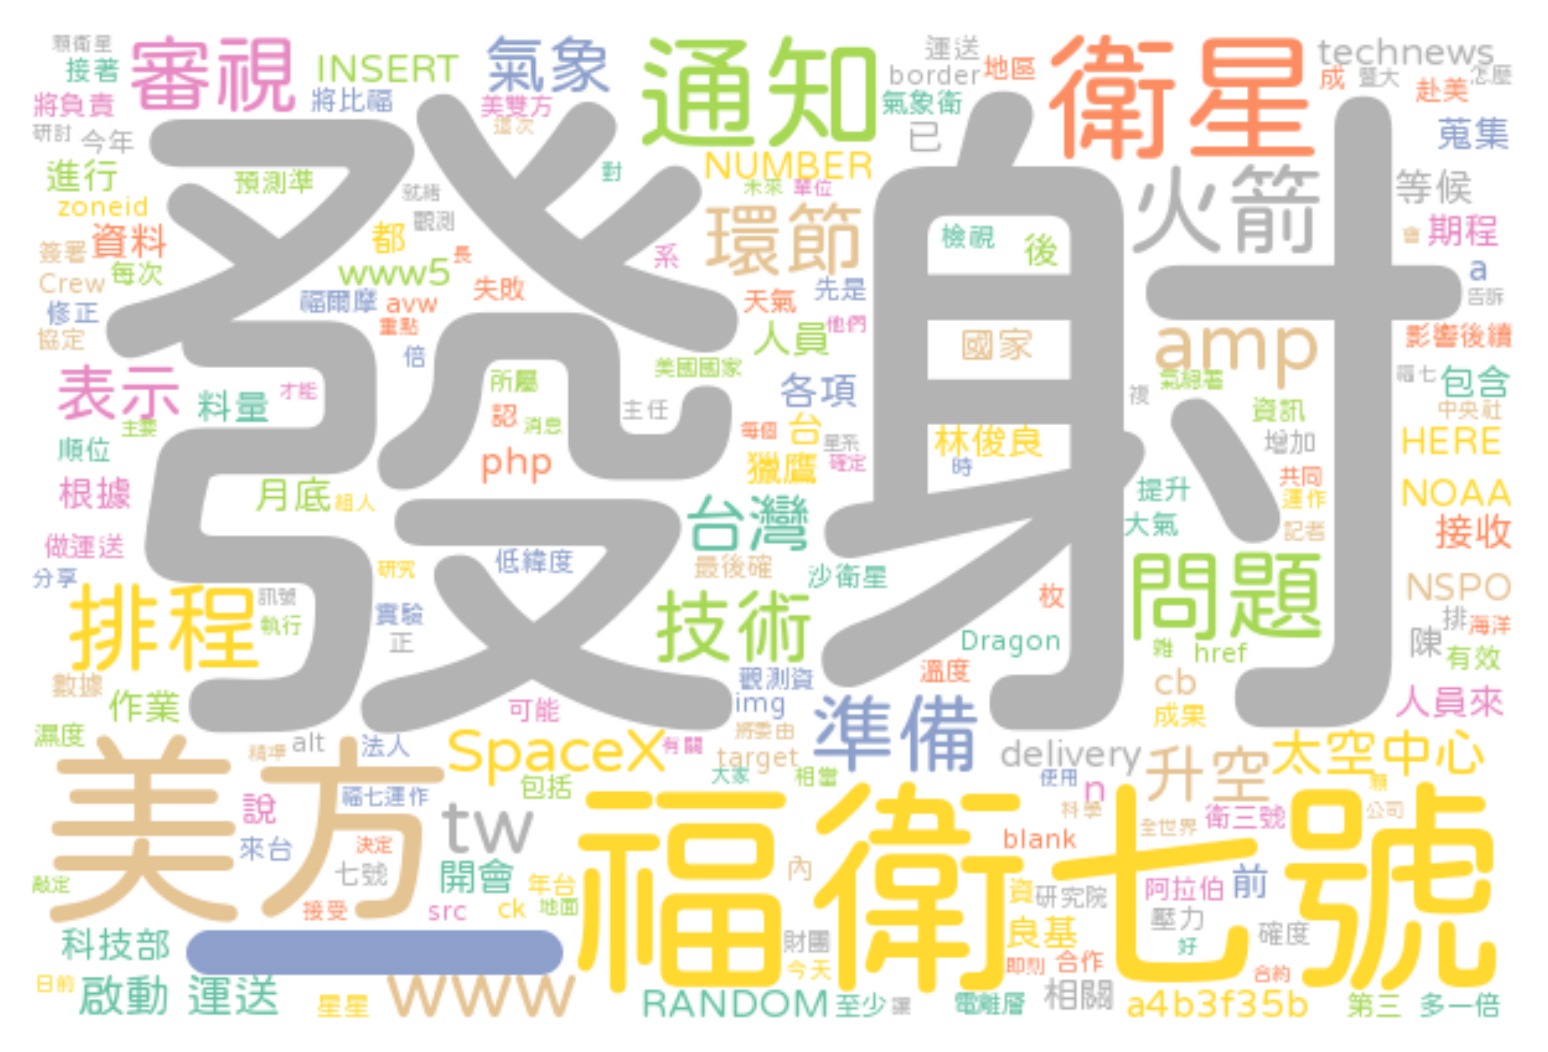 賴衛星
接著
審視
INSERT
將比福
氣象
美雙方
這次
通知
運送
border
地區
氣象衛
已
衛星
technews
成
暨大
怎麼
赴美
蒐集
將負責
研討
今年
進行
zoneid
預測準
就緒
觀測
對
NUMBER
未來
單位
環節
火箭
等候
會
期程
發射
簽署
資料
每次
Crew
修正
協定
都
www5
長
福爾摩
avw
重點
失敗
系
倍
天氣
先是
人員
他們
檢視
後
國家
a
告訴
影響後續
amp
氣綠著
福七
包含
中央社
表示
料量
才能
主要
順位
所屬
認
消息
主任
美國國家
各項
每個
台
星系
獵鷹
確定
林俊良
時
複
資訊
增加
HERE
根據
月底
組人
php
台灣
提升
共同
運作
大氣
記者
NOAA
接收
做運送
分享
研究
低緯度
最後確
沙衛星
NSPO
排程
訊號
執行
實驗
正
技術
枚
Dragon
問題
雜
href
排
海洋
陳
有效
數據
作業
濕度
可能
觀測資
img
溫度
cb
成果
人員來
精準
alt
法人
SpaceX
有關
將委由
target
準備
delivery
升空
太空中心
美方
說
福七運作
包括
大家
相當
使用
n
科學
全世界
衛三號
願
公司
tw
來台
決定
七號
開會
blank
內
福衛七號
敲定
接受
src
ck
年台
地面
資
研究院
阿拉伯
前
壓力
科技部
財團
良基
好
確度
今天
即刻
合作
合約
日前
啟動
運送
星星
www
RANDOM
至少
讓
電離層
相關
a4b3f35b
第三
多一倍